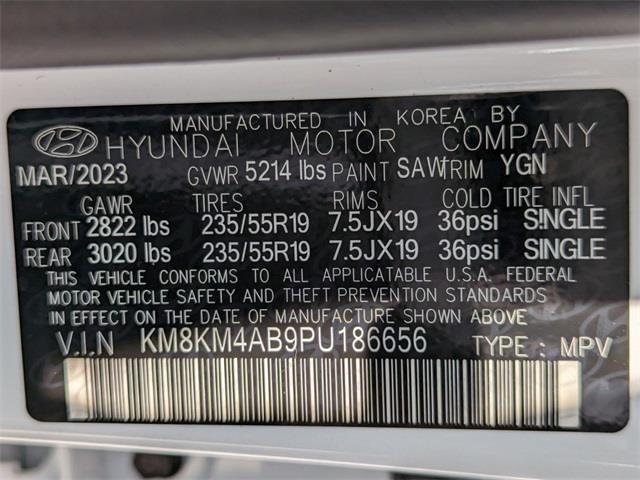 MANUFACTURED IN KOREA BY
HYUNDAI MOTOR COMPANY
MAR/2023 GVWR 5214 lbs PAINT SAW TRIM YGN
GAWR TIRES RIMS COLD TIRE INFL
FRONT 2822 lbs 235/55R19 7.5JX19 36psi SINGLE
REAR 3020 lbs 235/55R19 7.5JX19 36psi SINGLE
THIS VEHICLE CONFORMS TO ALL APPLICATABLE U.S.A. FEDERAL
MOTOR VEHICLE SAFETY AND THEFT PREVENTION STANDARDS
IN EFFECT ON THE DATE OF MANUFACTURE SHOWN ABOVE
V.I.N KM8KM4AB9PU186656 TYPE : MPV